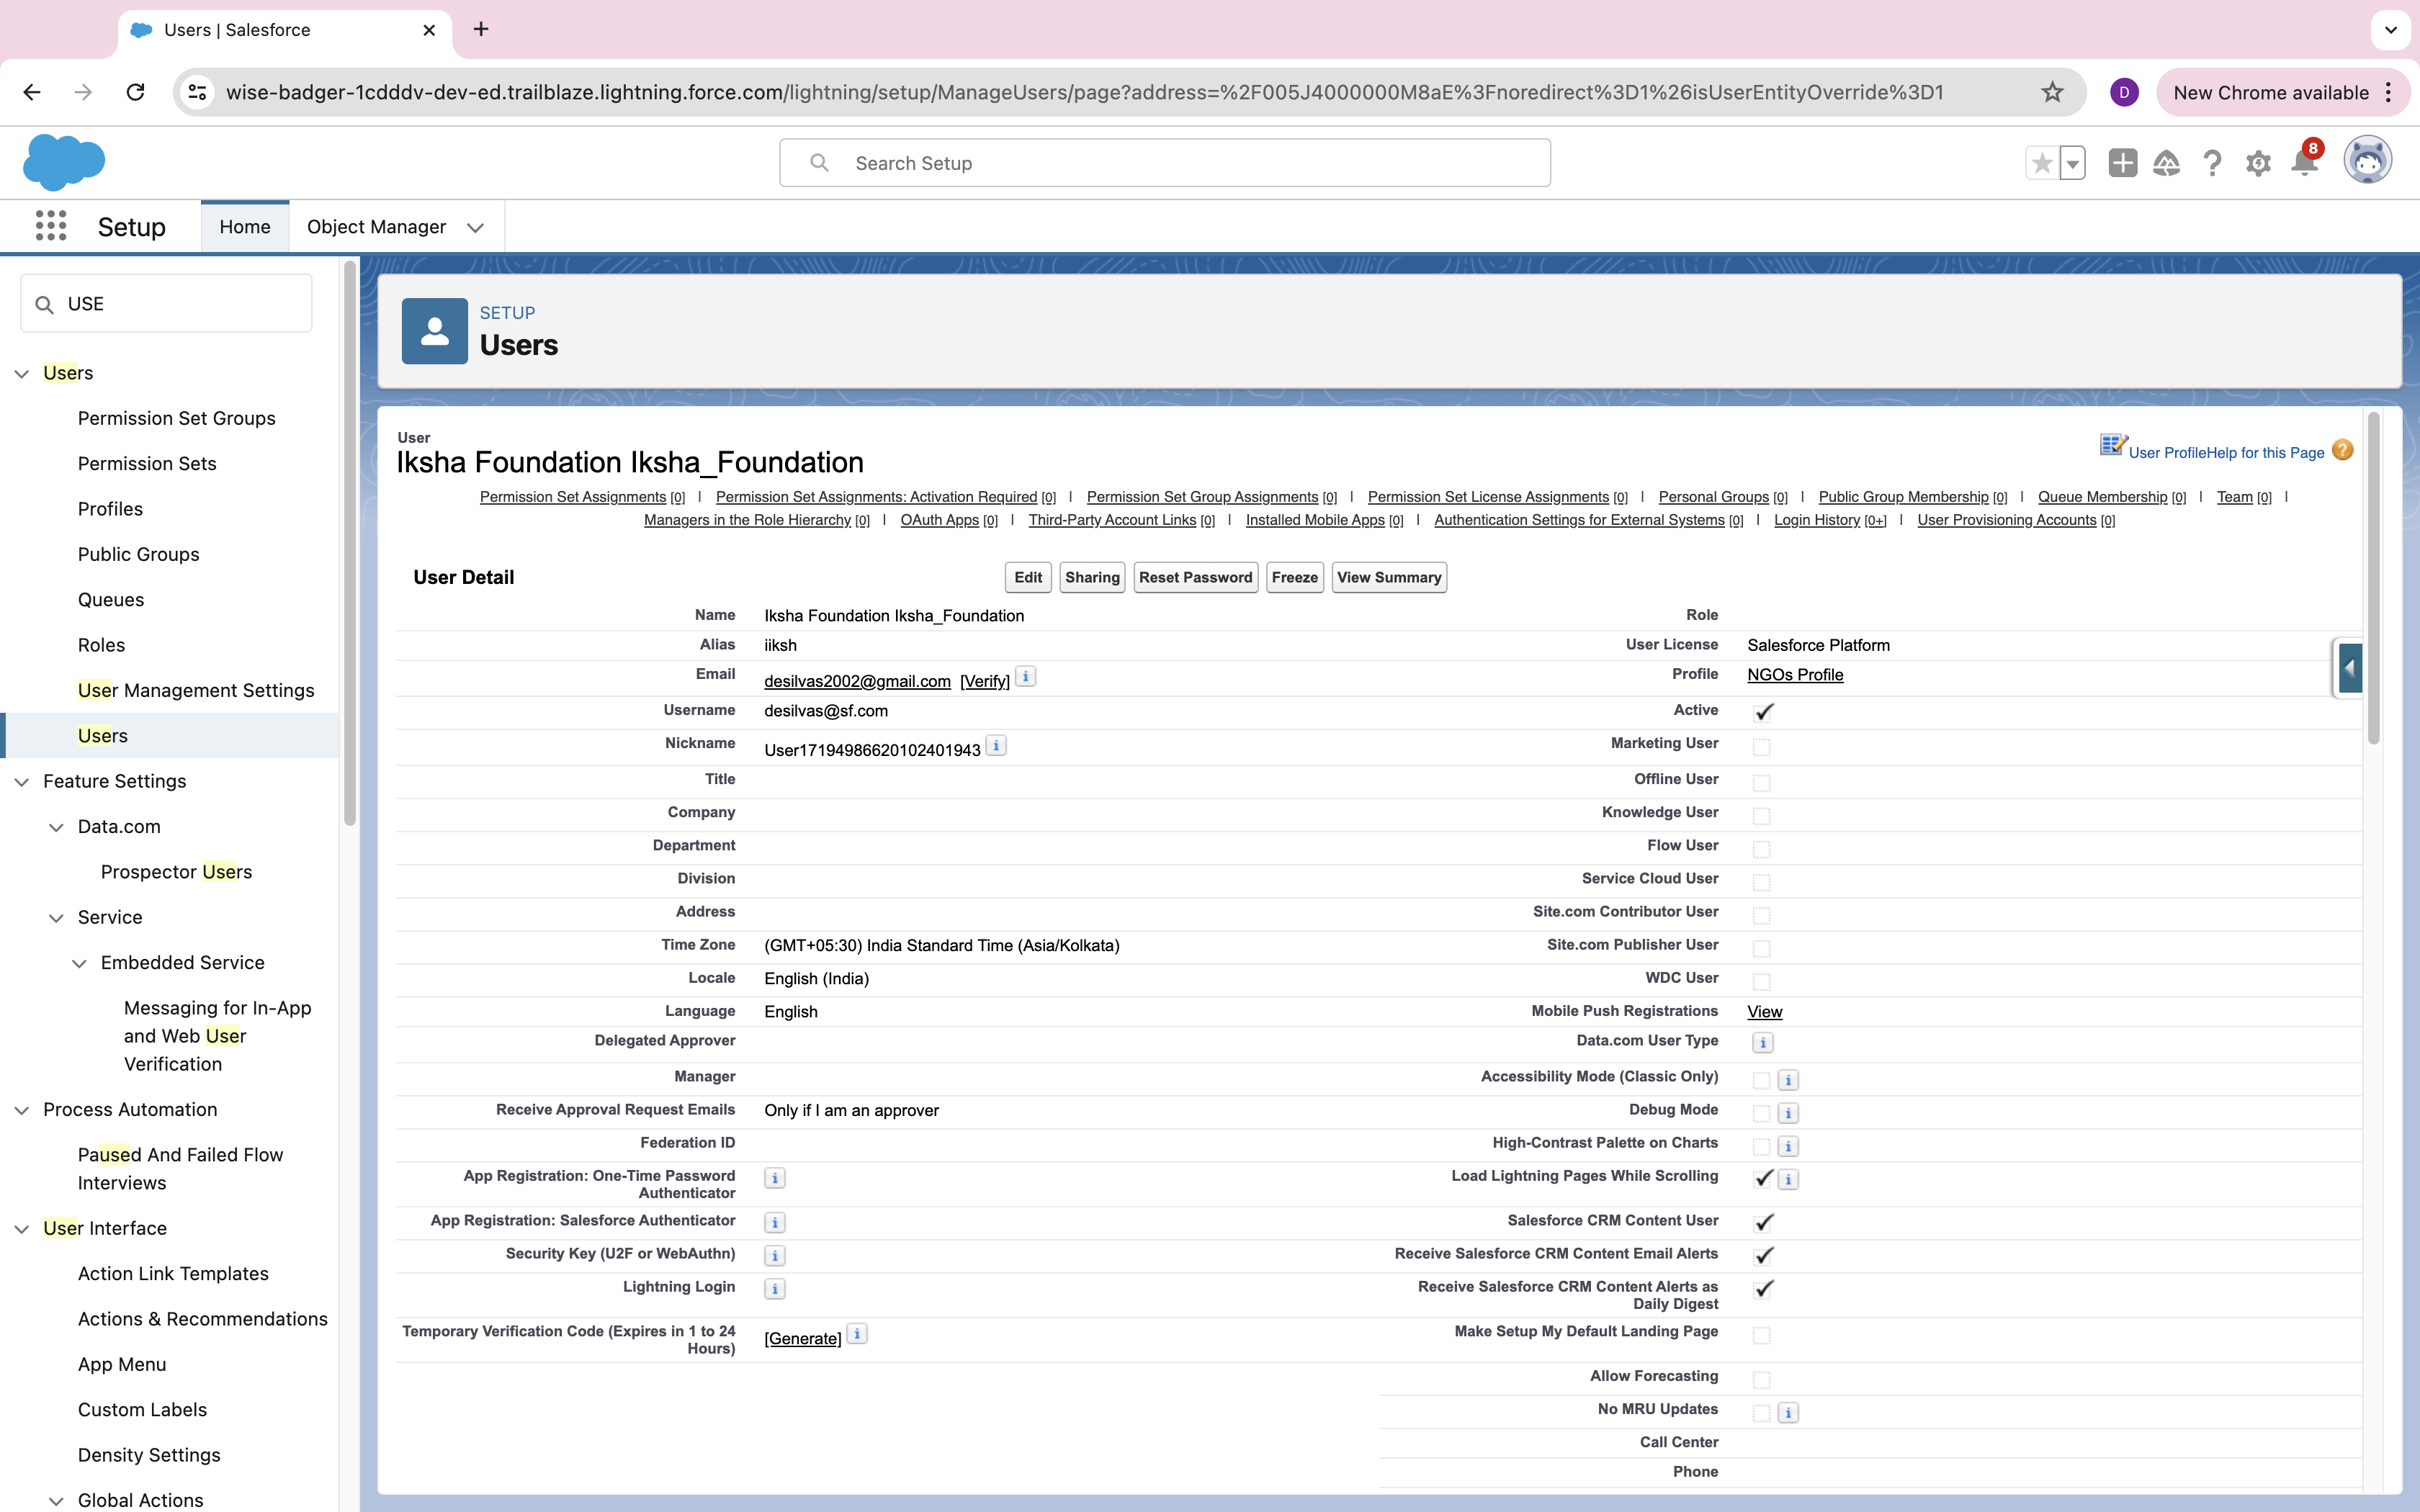 Users | Salesforce
wise-badger-1cdddv-dev-ed.trailblaze.lightning.force.com/lightning/setup/ManageUsers/page?address=%2F005J4000000M8aE%3Fnoredirect%3D1%26isUserEntityOverride%3D1
D
New Chrome available
Search Setup
8
Setup
Home
Object Manager
USE
Users
Permission Set Groups
Permission Sets
Profiles
Public Groups
Queues
Roles
User Management Settings
Users
Feature Settings
Data.com
Prospector Users
Service
Embedded Service
Messaging for In-App
and Web User
Verification
Process Automation
Paused And Failed Flow
Interviews
User Interface
Action Link Templates
Actions & Recommendations
App Menu
Custom Labels
Density Settings
Global Actions
SETUP
Users
User
Iksha Foundation Iksha_Foundation
User Profile Help for this Page ?
Permission Set Assignments [0] | Permission Set Assignments: Activation Required [0] | Permission Set Group Assignments [0] | Permission Set License Assignments [0] | Personal Groups [0] | Public Group Membership [0] | Queue Membership [0] | Team [0] |
Managers in the Role Hierarchy [0] | OAuth Apps [0] | Third-Party Account Links [0] | Installed Mobile Apps [0] | Authentication Settings for External Systems [0] | Login History [0+] | User Provisioning Accounts [0]
User Detail
Edit Sharing Reset Password Freeze View Summary
Name Iksha Foundation Iksha_Foundation
Alias iiksh
Email desilvas2002@gmail.com [Verify] i
Username desilvas@sf.com
Nickname User17194986620102401943 i
Title
Company
Department
Division
Address
Time Zone (GMT+05:30) India Standard Time (Asia/Kolkata)
Locale English (India)
Language English
Delegated Approver
Manager
Receive Approval Request Emails Only if I am an approver
Federation ID
App Registration: One-Time Password
Authenticator i
App Registration: Salesforce Authenticator i
Security Key (U2F or WebAuthn) i
Lightning Login i
Temporary Verification Code (Expires in 1 to 24
Hours) [Generate] i
Role
User License Salesforce Platform
Profile NGOs Profile
Active
Marketing User
Offline User
Knowledge User
Flow User
Service Cloud User
Site.com Contributor User
Site.com Publisher User
WDC User
Mobile Push Registrations View
Data.com User Type i
Accessibility Mode (Classic Only) i
Debug Mode i
High-Contrast Palette on Charts i
Load Lightning Pages While Scrolling i
Salesforce CRM Content User
Receive Salesforce CRM Content Email Alerts
Receive Salesforce CRM Content Alerts as
Daily Digest
Make Setup My Default Landing Page
Allow Forecasting
No MRU Updates i
Call Center
Phone